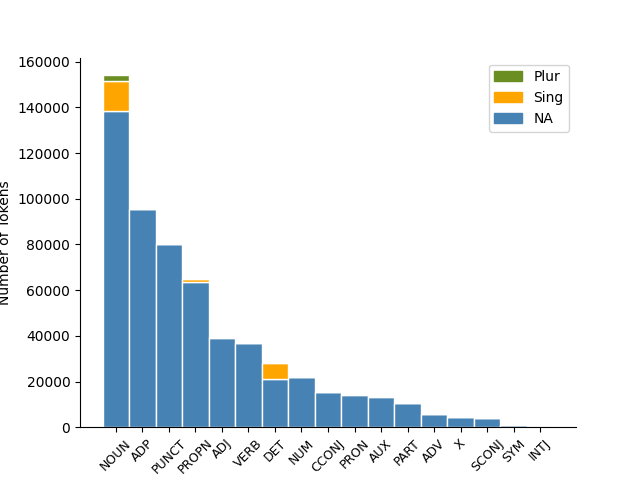 160000
140000
120000
100000
80000
60000
40000
20000
0
Number of Tokens
Plur
Sing
NA
NOUN
ADP
PUNCT
PROPN
ADJ
VERB
DET
NUM
CCONJ
PRON
AUX
PART
ADV
X
SCONJ
SYM
INTJ